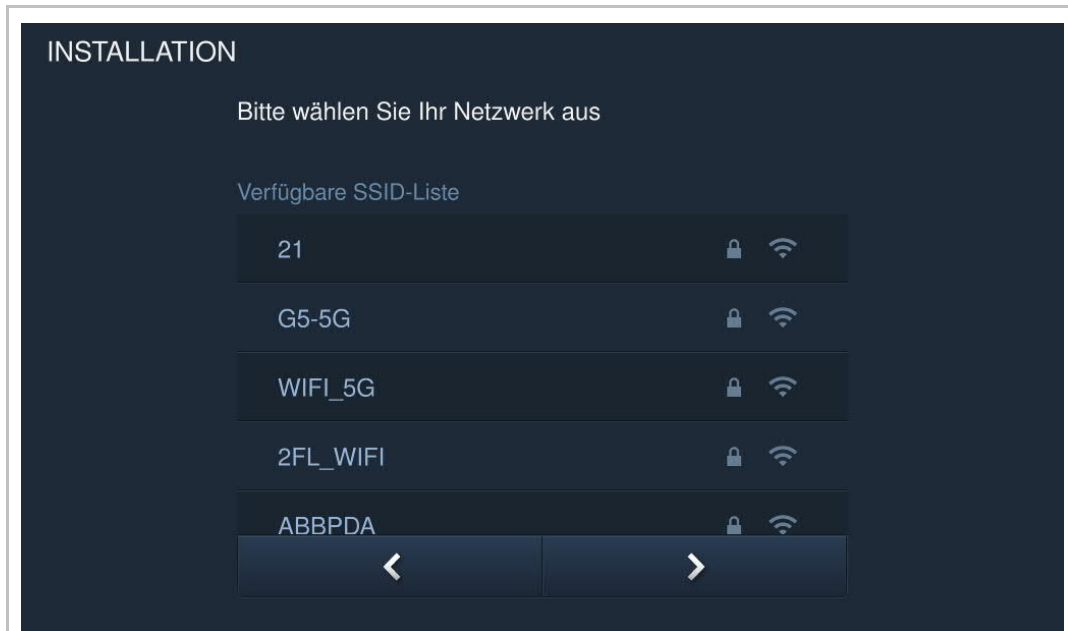 INSTALLATION
Bitte wählen Sie Ihr Netzwerk aus
Verfügbare SSID-Liste
21
G5-5G
WIFI_5G
2FL_WIFI
ABBPDA